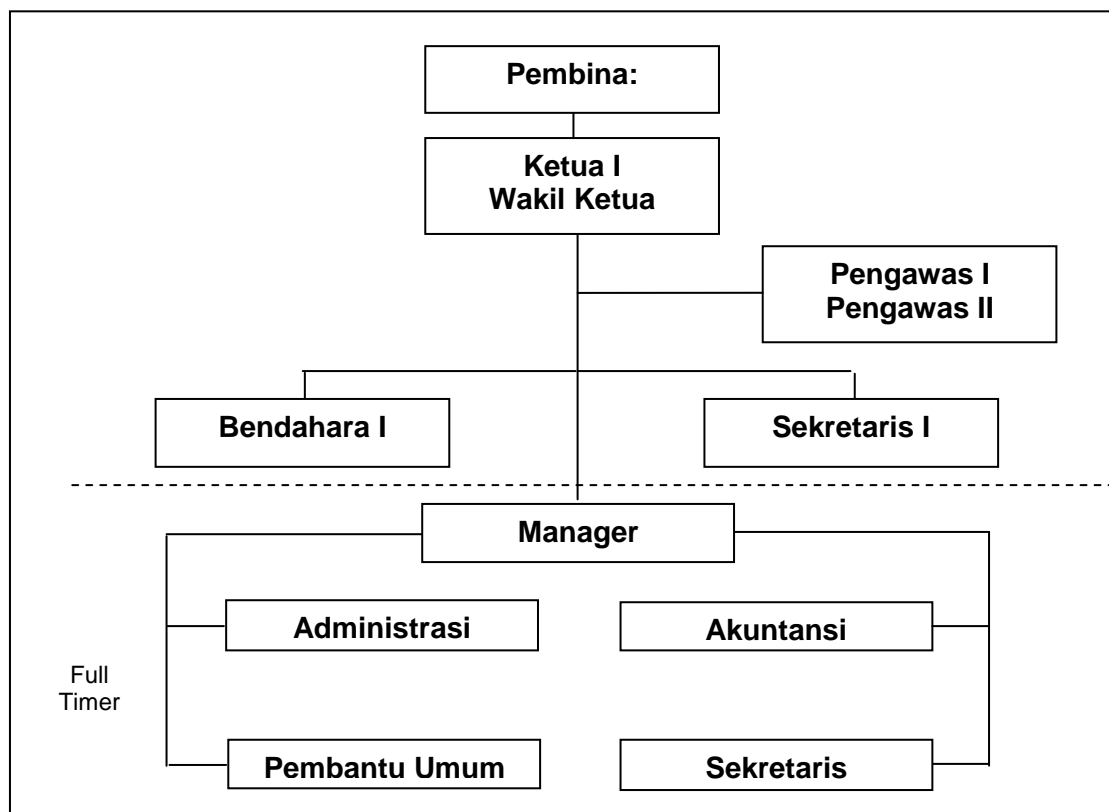 Pembina:
Ketua I
Wakil Ketua
Pengawas I
Pengawas II
Bendahara I
Sekretaris I
Manager
Administrasi
Akuntansi
Full
Timer
Pembantu Umum
Sekretaris